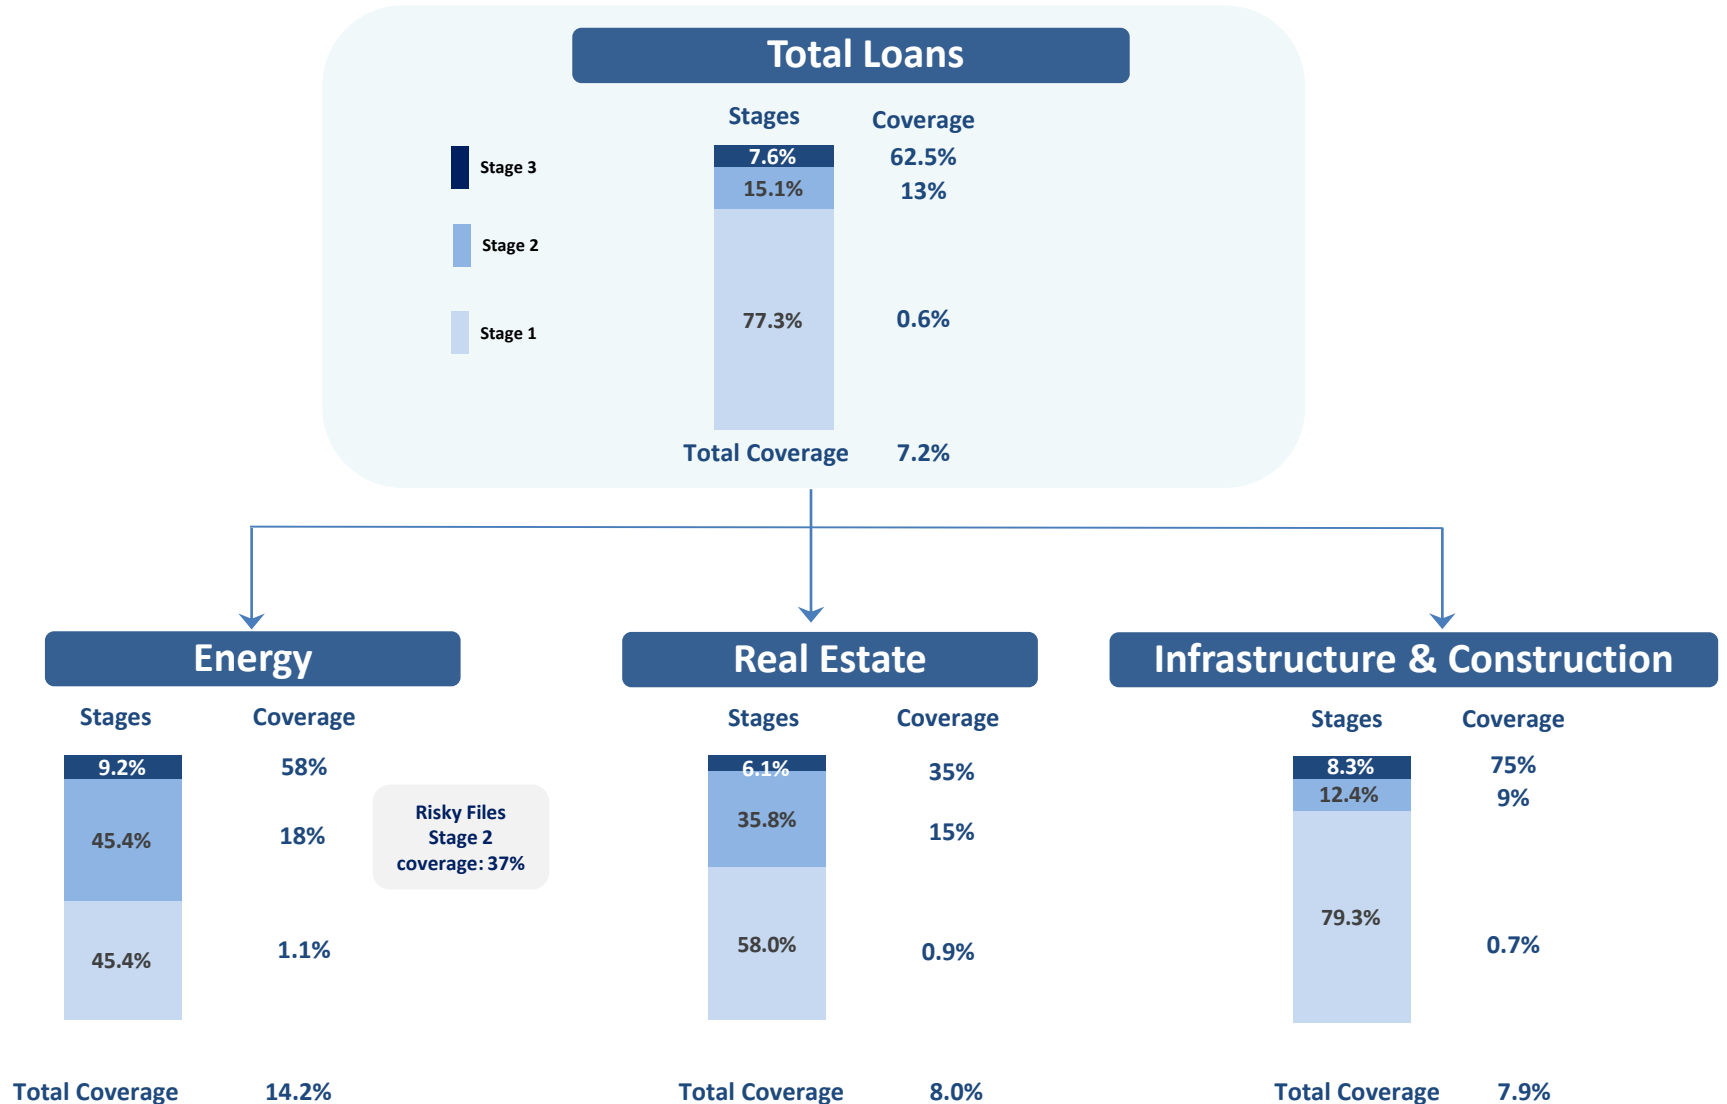 Total Loans
Stages Coverage
Stage 3 7.6% 62.5%
15.1% 13%
Stage 2
77.3% 0.6%
Stage 1
Total Coverage 7.2%
Energy
Stages Coverage
9.2% 58%
45.4% 18%
Risky Files
Stage 2
coverage: 37%
45.4% 1.1%
Total Coverage 14.2%
Real Estate
Stages Coverage
6.1% 35%
35.8% 15%
58.0% 0.9%
Total Coverage 8.0%
Infrastructure & Construction
Stages Coverage
8.3% 75%
12.4% 9%
79.3% 0.7%
Total Coverage 7.9%